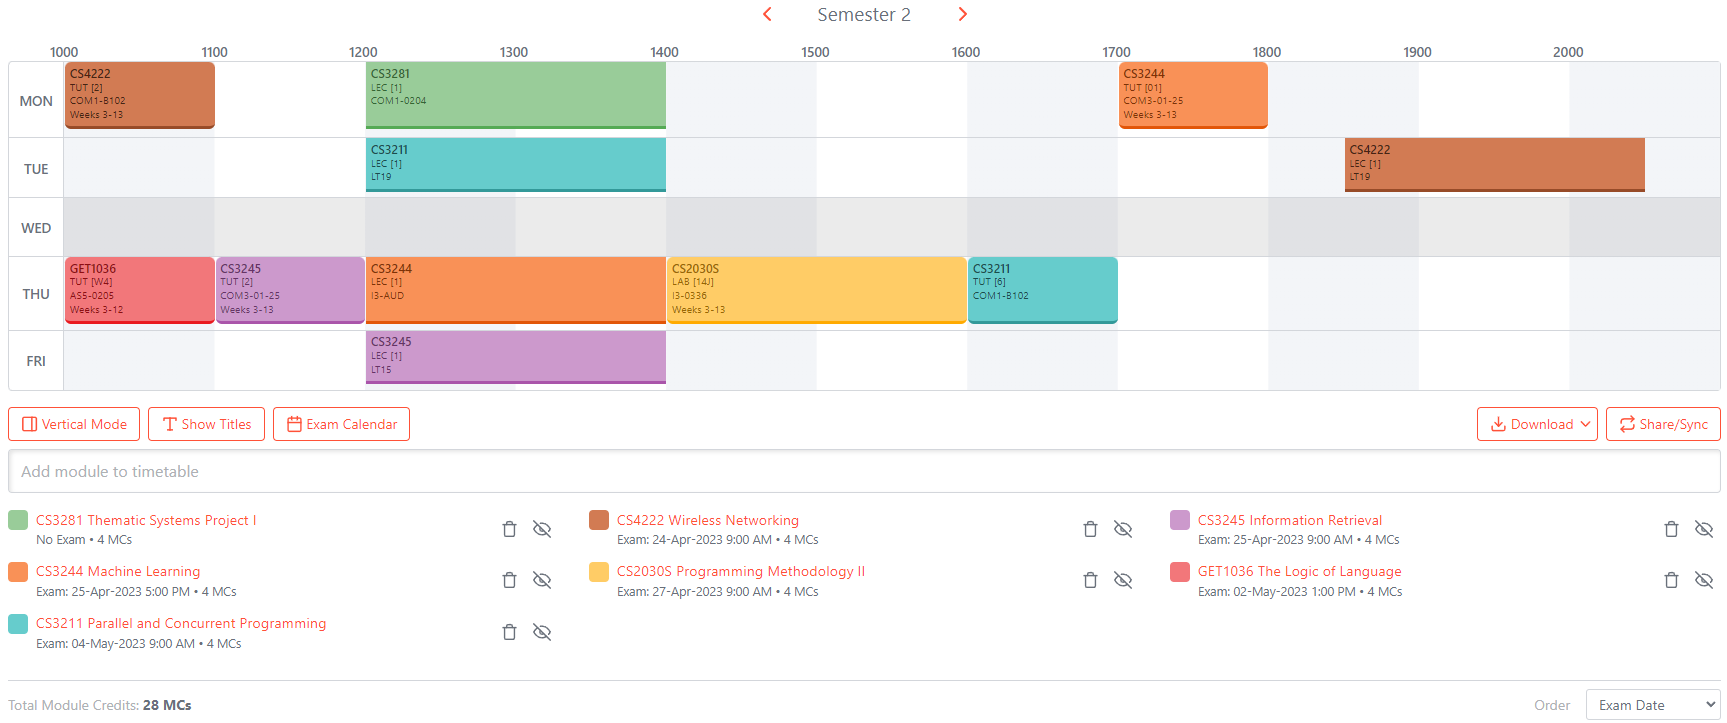 Semester 2
1000 1100 1200 1300 1400 1500 1600 1700 1800 1900 2000
MON
CS4222
TUT [2]
COM1-B102
Weeks 3-13
CS3281
LEC [1]
COM1-0204
CS3244
TUT [01]
COM3-01-25
Weeks 3-13
TUE
CS3211
LEC [1]
LT19
CS4222
LEC [1]
LT19
WED
THU
GET1036
TUT [W4]
AS5-0205
Weeks 3-12
CS3245
TUT [2]
COM3-01-25
Weeks 3-13
CS3244
LEC [1]
I3-AUD
CS2030S
LAB [14J]
I3-0336
Weeks 3-13
CS3211
TUT [6]
COM1-B102
FRI
CS3245
LEC [1]
LT15
Vertical Mode
Show Titles
Exam Calendar
Download
Share/Sync
Add module to timetable
CS3281 Thematic Systems Project I
No Exam • 4 MCs
CS4222 Wireless Networking
Exam: 24-Apr-2023 9:00 AM • 4 MCs
CS3245 Information Retrieval
Exam: 25-Apr-2023 9:00 AM • 4 MCs
CS3244 Machine Learning
Exam: 25-Apr-2023 5:00 PM • 4 MCs
CS2030S Programming Methodology II
Exam: 27-Apr-2023 9:00 AM • 4 MCs
GET1036 The Logic of Language
Exam: 02-May-2023 1:00 PM • 4 MCs
CS3211 Parallel and Concurrent Programming
Exam: 04-May-2023 9:00 AM • 4 MCs
Total Module Credits: 28 MCs
Order
Exam Date